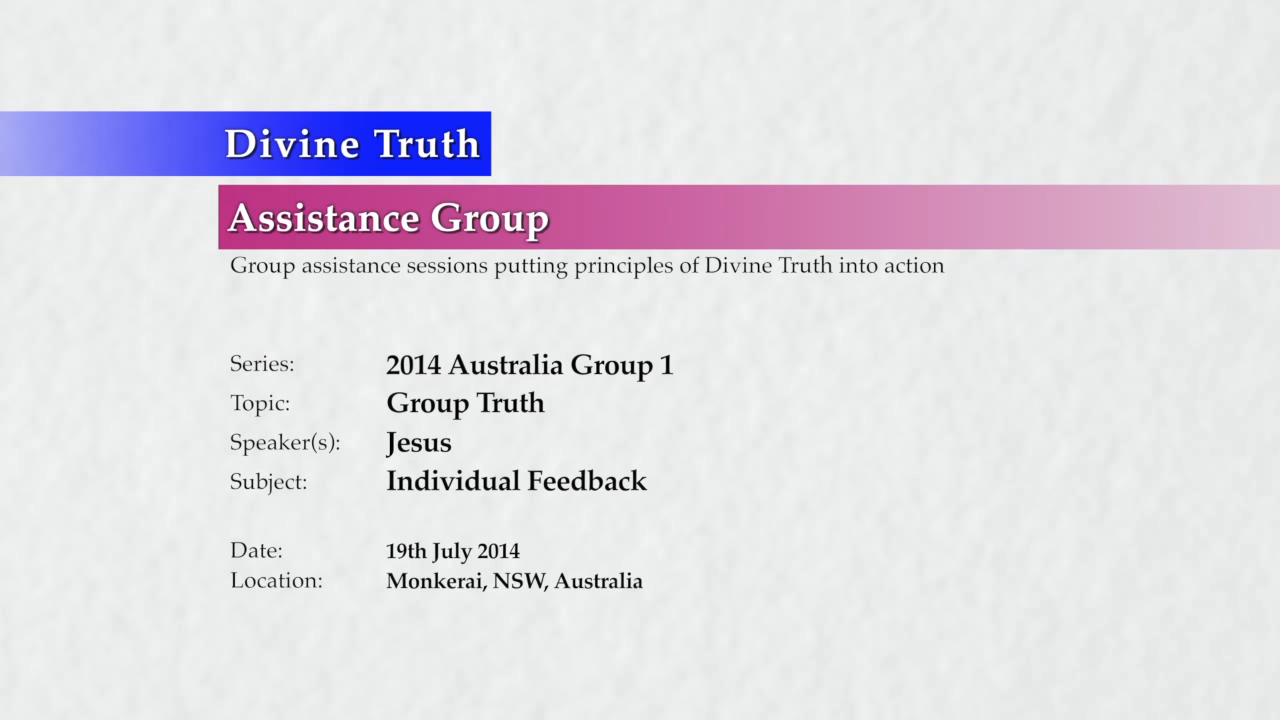 Divine Truth
Assistance Group
Group assistance sessions putting principles of Divine Truth into action
Series: 2014 Australia Group 1
Topic: Group Truth
Speaker(s): Jesus
Subject: Individual Feedback
Date: 19th July 2014
Location: Monkerai, NSW, Australia